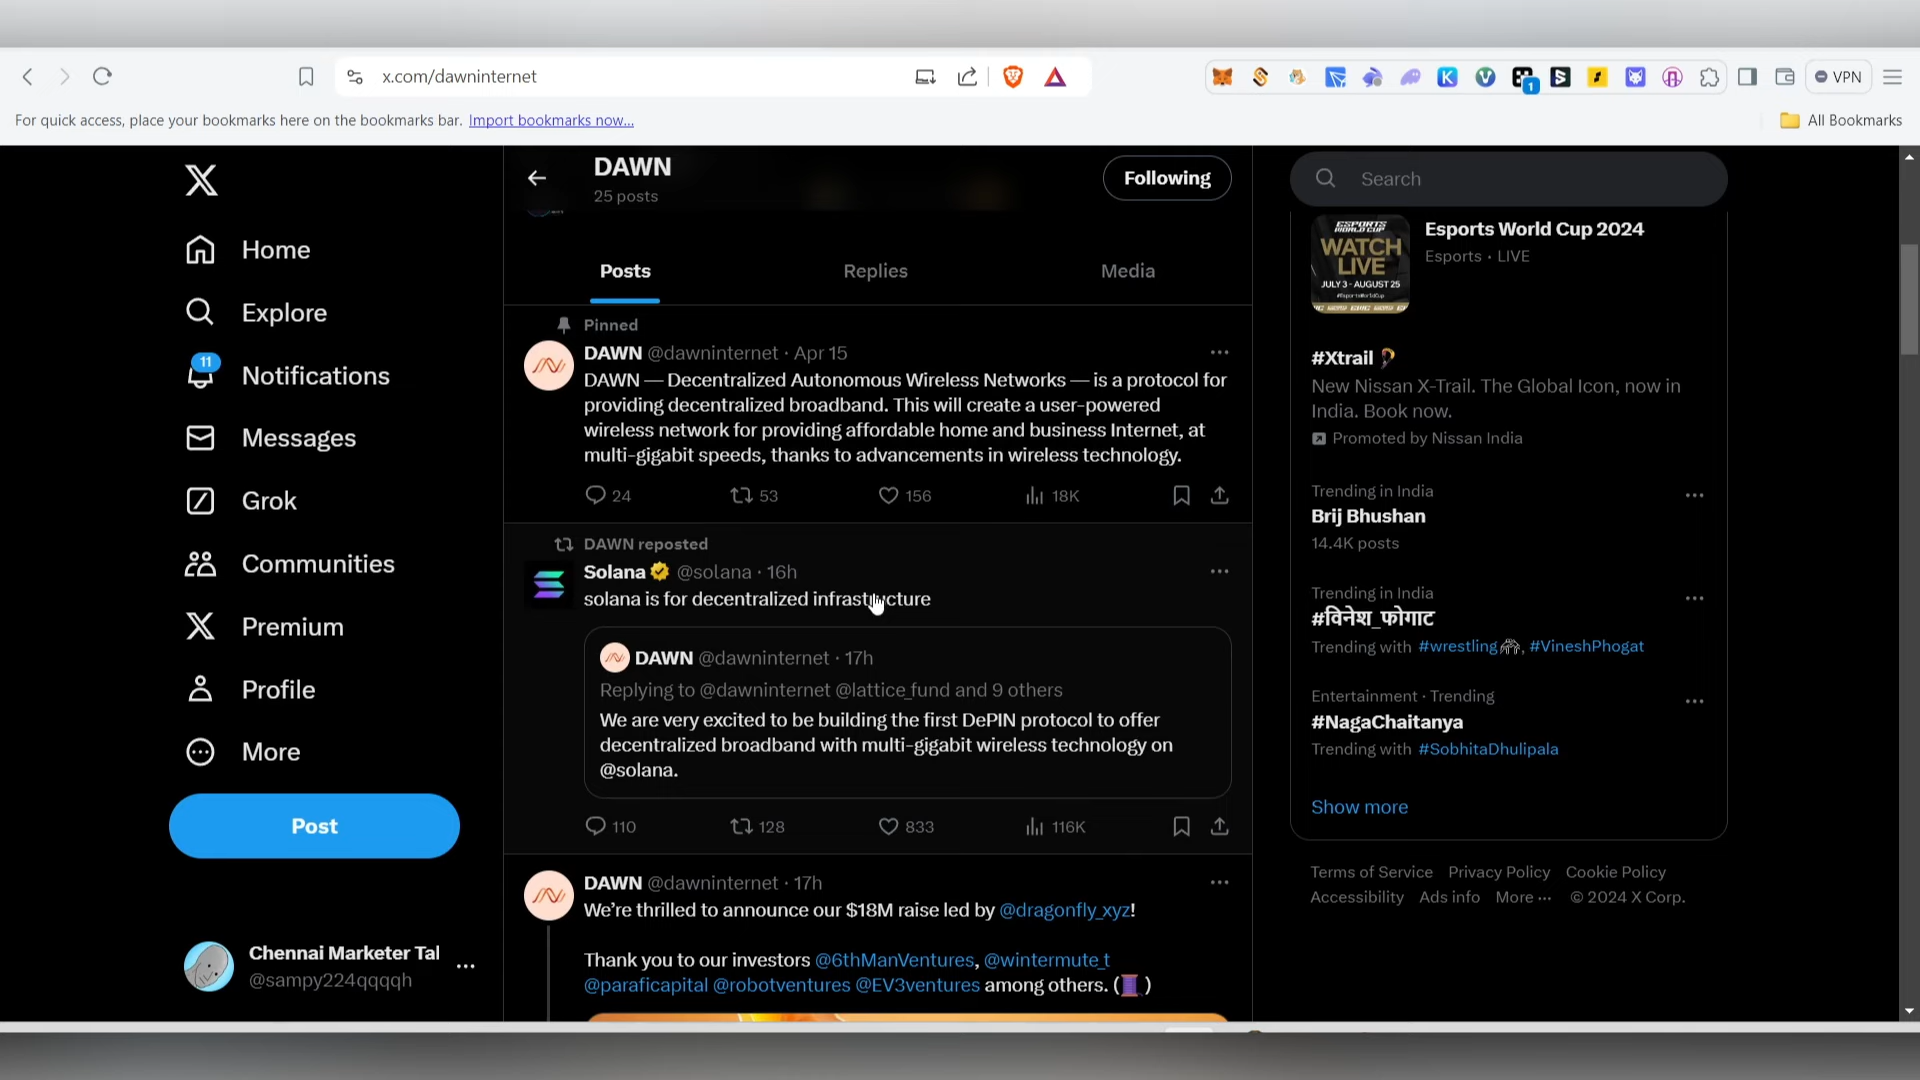 x.com/dawninternet
VPN
For quick access, place your bookmarks here on the bookmarks bar. Import bookmarks now...
All Bookmarks
Home
Explore
11
Notifications
Messages
Grok
Communities
Premium
Profile
More
Post
Chennai Marketer Tal
@sampy224qqqqh
DAWN
25 posts
Following
Posts
Replies
Media
Pinned
DAWN @dawninternet · Apr 15
DAWN — Decentralized Autonomous Wireless Networks — is a protocol for
providing decentralized broadband. This will create a user-powered
wireless network for providing affordable home and business Internet, at
multi-gigabit speeds, thanks to advancements in wireless technology.
24 53 156 18K
DAWN reposted
Solana @solana · 16h
solana is for decentralized infrastructure
DAWN @dawninternet · 17h
Replying to @dawninternet @lattice_fund and 9 others
We are very excited to be building the first DePIN protocol to offer
decentralized broadband with multi-gigabit wireless technology on
@solana.
110 128 833 116K
DAWN @dawninternet · 17h
We're thrilled to announce our $18M raise led by @dragonfly_xyz!
Thank you to our investors @6thManVentures, @wintermute_t
@paraficapital @robotventures @EV3ventures among others. (🧵)
Search
ESPORTS
WORLD CUP
WATCH
LIVE
JULY 3 - AUGUST 25
#EsportsWorldCup
Esports World Cup 2024
Esports · LIVE
#Xtrail
New Nissan X-Trail. The Global Icon, now in
India. Book now.
Promoted by Nissan India
Trending in India
Brij Bhushan
14.4K posts
Trending in India
#विनेश_फोगाट
Trending with #wrestling🤼, #VineshPhogat
Entertainment · Trending
#NagaChaitanya
Trending with #SobhitaDhulipala
Show more
Terms of Service Privacy Policy Cookie Policy
Accessibility Ads info More ··· © 2024 X Corp.